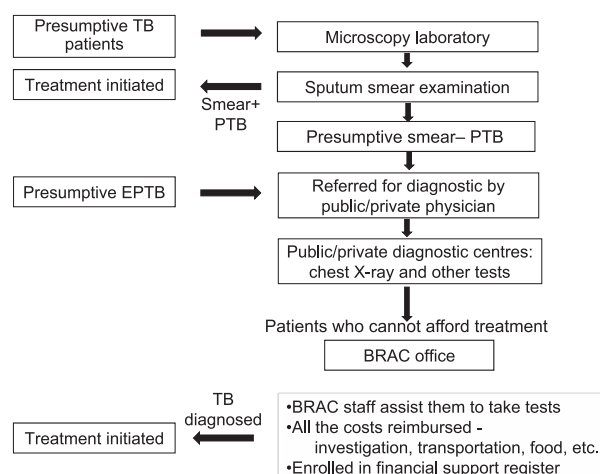 Presumptive TB
patients
Microscopy laboratory
Treatment initiated
Smear+
PTB
Sputum smear examination
Presumptive smear– PTB
Presumptive EPTB
Referred for diagnostic by
public/private physician
Public/private diagnostic centres:
chest X-ray and other tests
Patients who cannot afford treatment
BRAC office
Treatment initiated
TB
diagnosed
•BRAC staff assist them to take tests
•All the costs reimbursed -
investigation, transportation, food, etc.
•Enrolled in financial support register